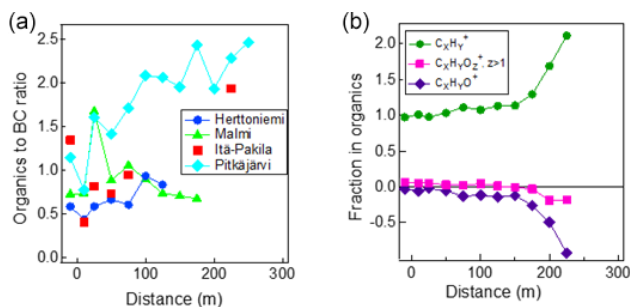 (a)
2.5
2.0
1.5
1.0
0.5
0.0
Organics to BC ratio
Herttoniemi
Malmi
Itä-Pakila
Pitkäjärvi
0
100
200
300
Distance (m)
(b)
2.0
1.5
1.0
0.5
0.0
-0.5
Fraction in organics
CXHY+
CXHYOZ+, z>1
CXHYO+
0
100
200
300
Distance (m)